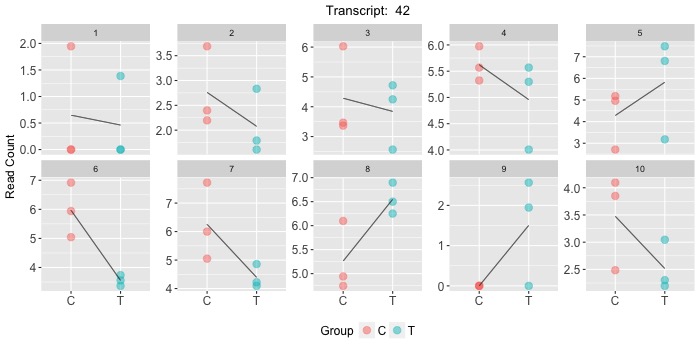 Transcript: 42
1 2 3 4 5
2.0 1.5 1.0 0.5 0.0
3.5 3.0 2.5 2.0
6 5 4 3
6.0 5.5 5.0 4.5 4.0
7 6 5 4 3
Read Count
6 7 8 9 10
7 6 5 4
7 6 5 4
7.0 6.5 6.0 5.5 5.0
2 1 0
4.0 3.5 3.0 2.5
C T C T C T C T C T
Group C T